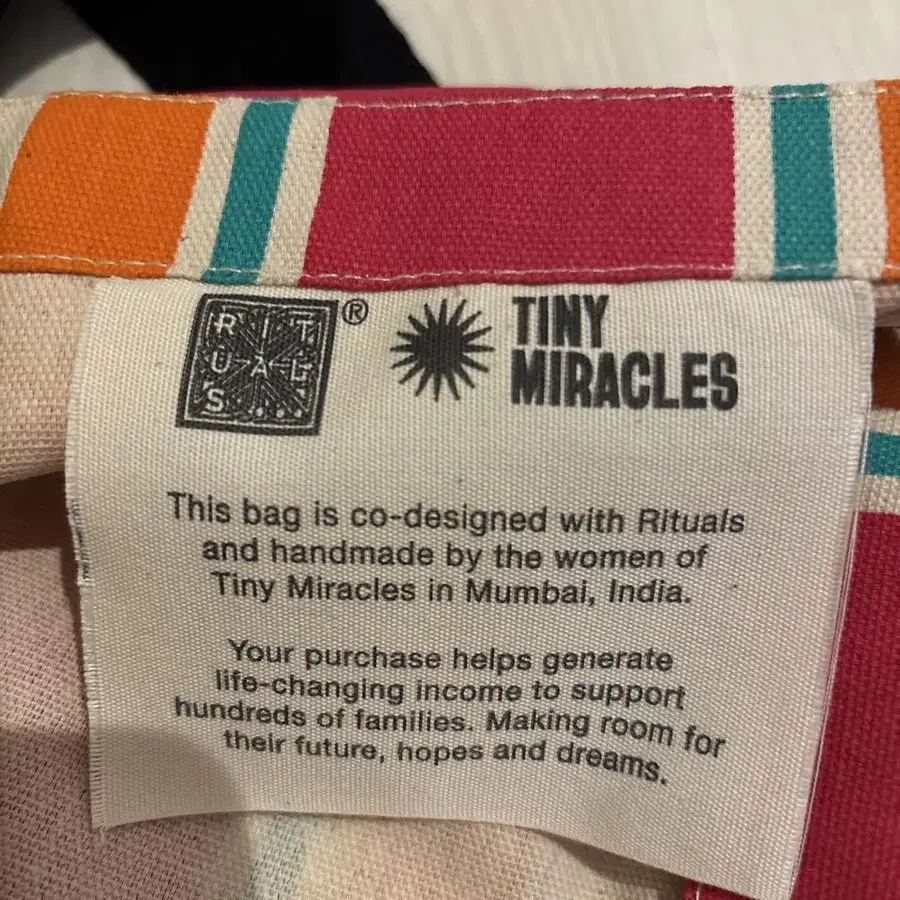 RITUALS ®
TINY
MIRACLES
This bag is co-designed with Rituals
and handmade by the women of
Tiny Miracles in Mumbai, India.
Your purchase helps generate
life-changing income to support
hundreds of families. Making room for
their future, hopes and dreams.